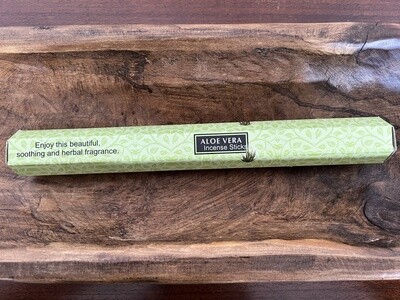 Enjoy this beautiful,
soothing and herbal fragrance.
ALOE VERA
Incense Sticks